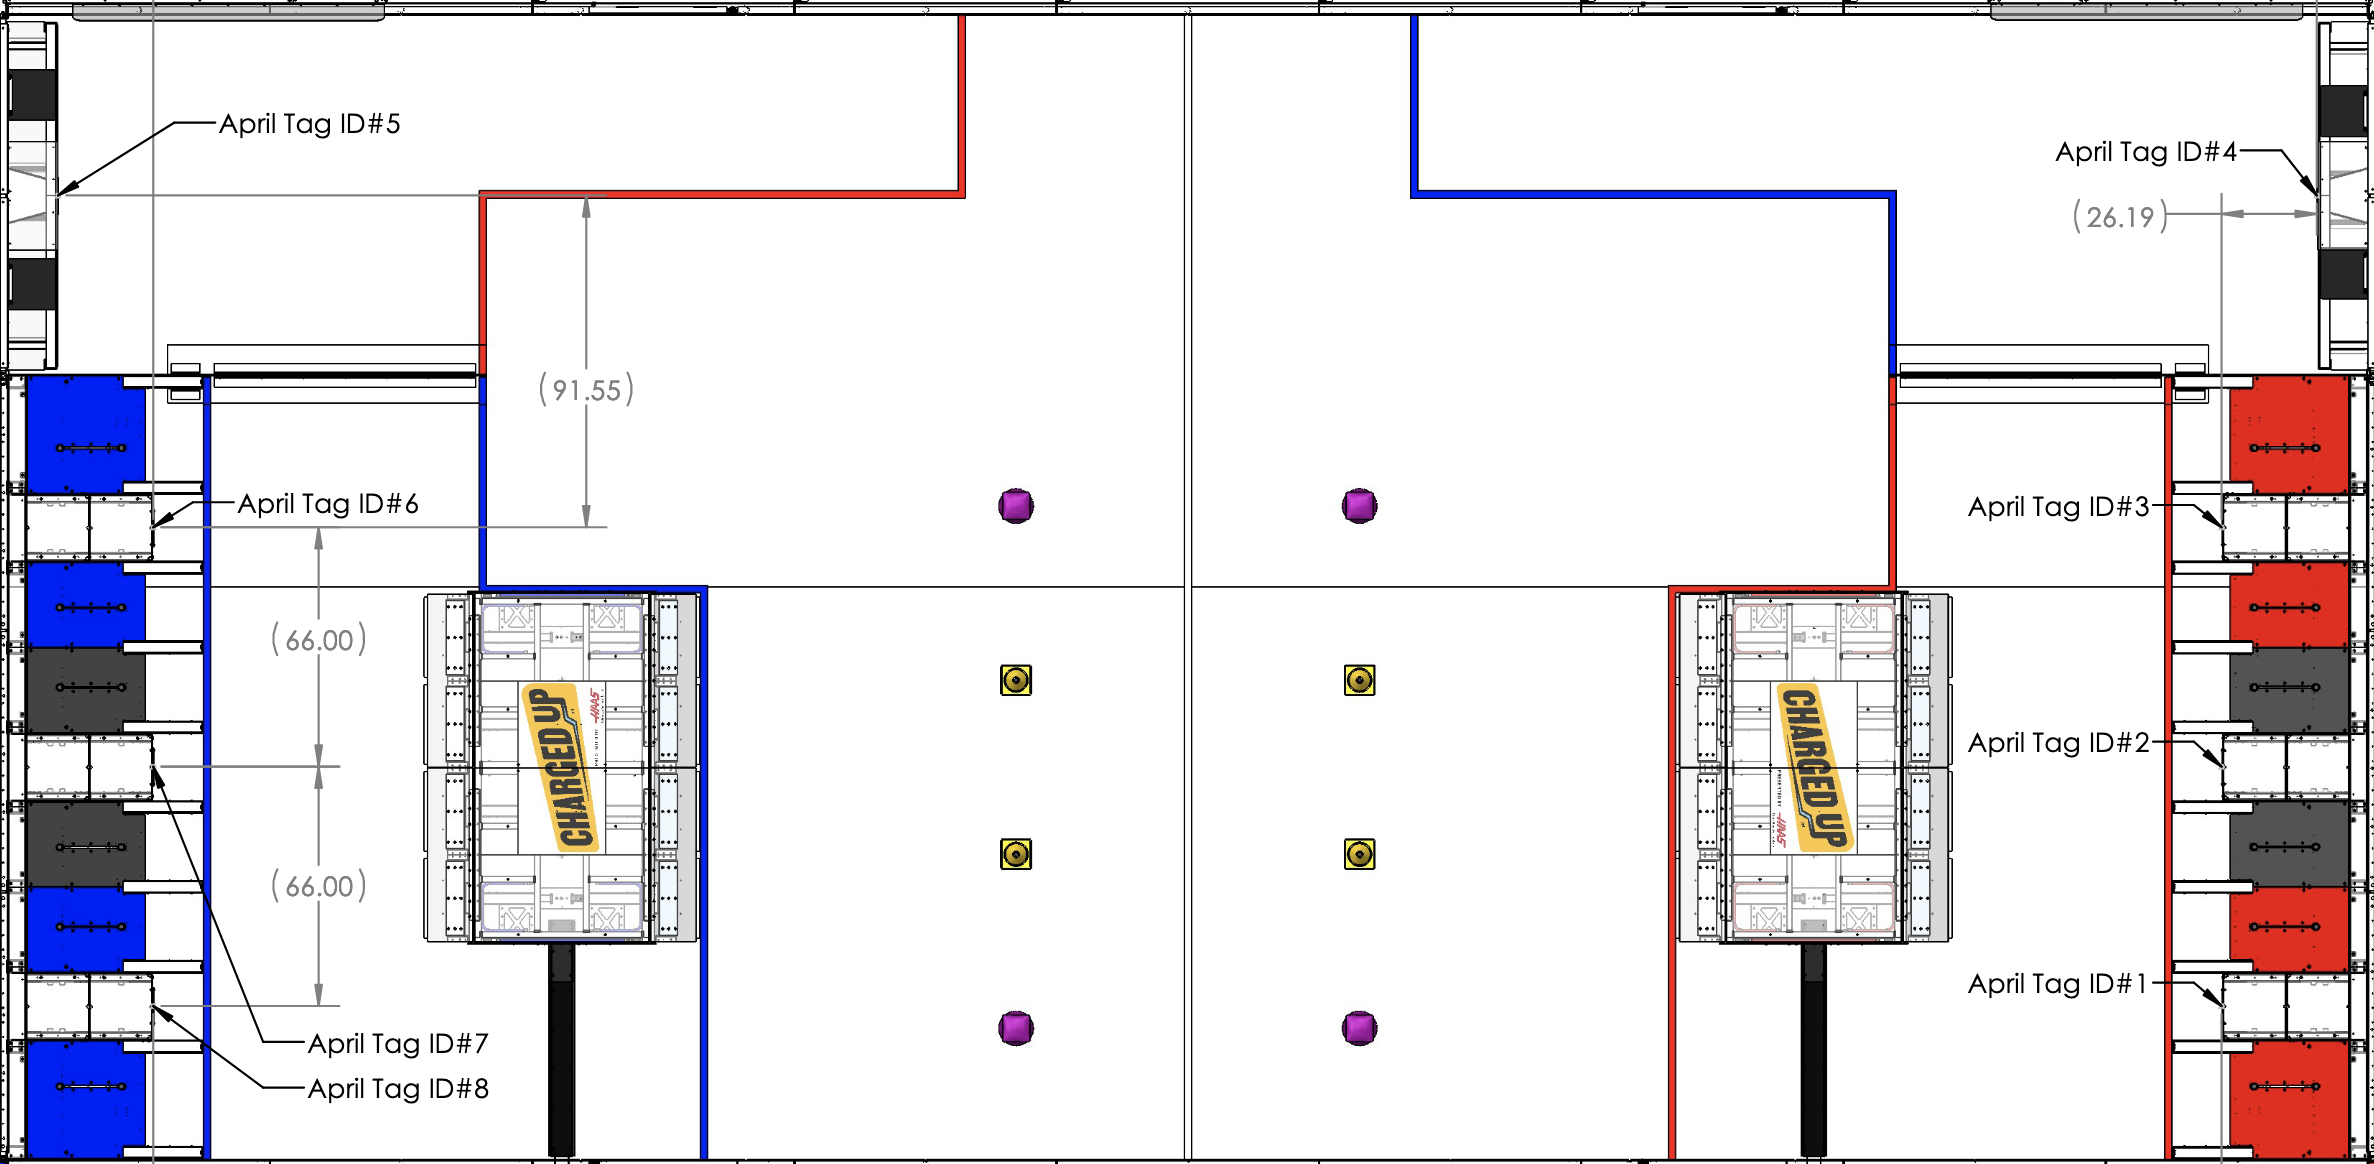 April Tag ID#5
April Tag ID#4
(26.19)
(91.55)
April Tag ID#6
April Tag ID#3
(66.00)
CHARGED UP
HAAS
CHARGED UP
PRESENTED BY
HAAS
April Tag ID#2
(66.00)
April Tag ID#1
April Tag ID#7
April Tag ID#8